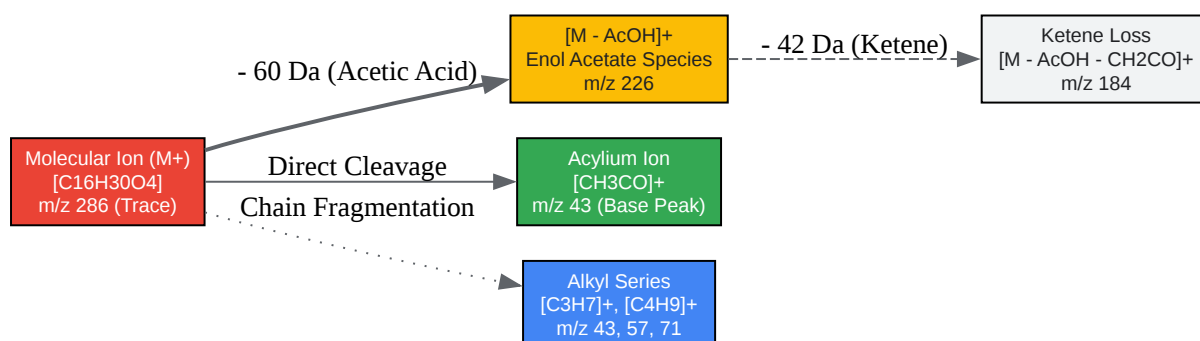 - 60 Da (Acetic Acid)
[M - AcOH]+
Enol Acetate Species
m/z 226
- 42 Da (Ketene)
Ketene Loss
[M - AcOH - CH2CO]+
m/z 184
Molecular Ion (M+)
[C16H30O4]
m/z 286 (Trace)
Direct Cleavage
Chain Fragmentation
Acylium Ion
[CH3CO]+
m/z 43 (Base Peak)
Alkyl Series
[C3H7]+, [C4H9]+
m/z 43, 57, 71